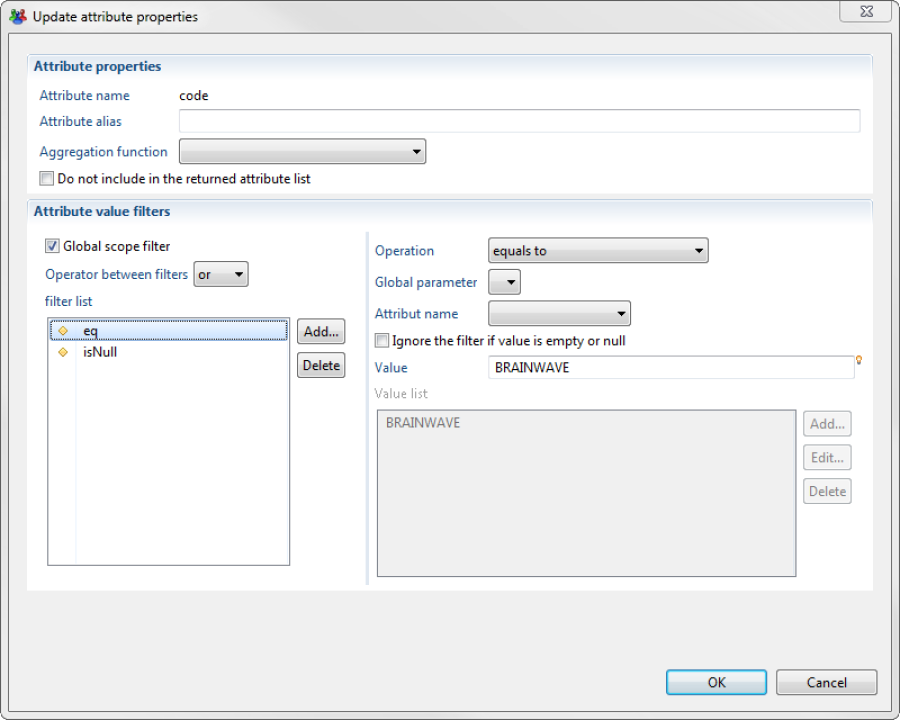 Update attribute properties
Attribute properties
Attribute name code
Attribute alias
Aggregation function
Do not include in the returned attribute list
Attribute value filters
Global scope filter
Operator between filters or
filter list
eq
isNull
Add...
Delete
Operation equals to
Global parameter
Attribut name
Ignore the filter if value is empty or null
Value BRAINWAVE
Value list
BRAINWAVE
Add...
Edit...
Delete
OK Cancel